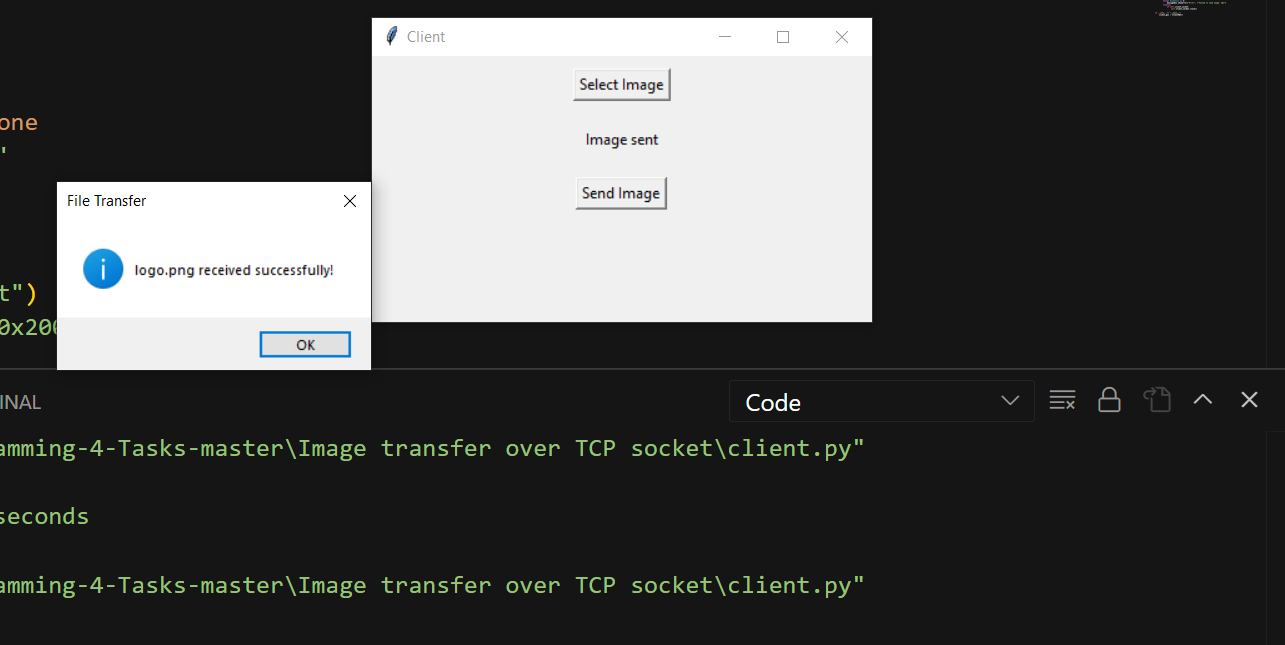 Client
Select Image
one
"
Image sent
Send Image
File Transfer
logo.png received successfully!
t")
0x200
OK
INAL
Code
amming-4-Tasks-master\Image transfer over TCP socket\client.py"
seconds
amming-4-Tasks-master\Image transfer over TCP socket\client.py"